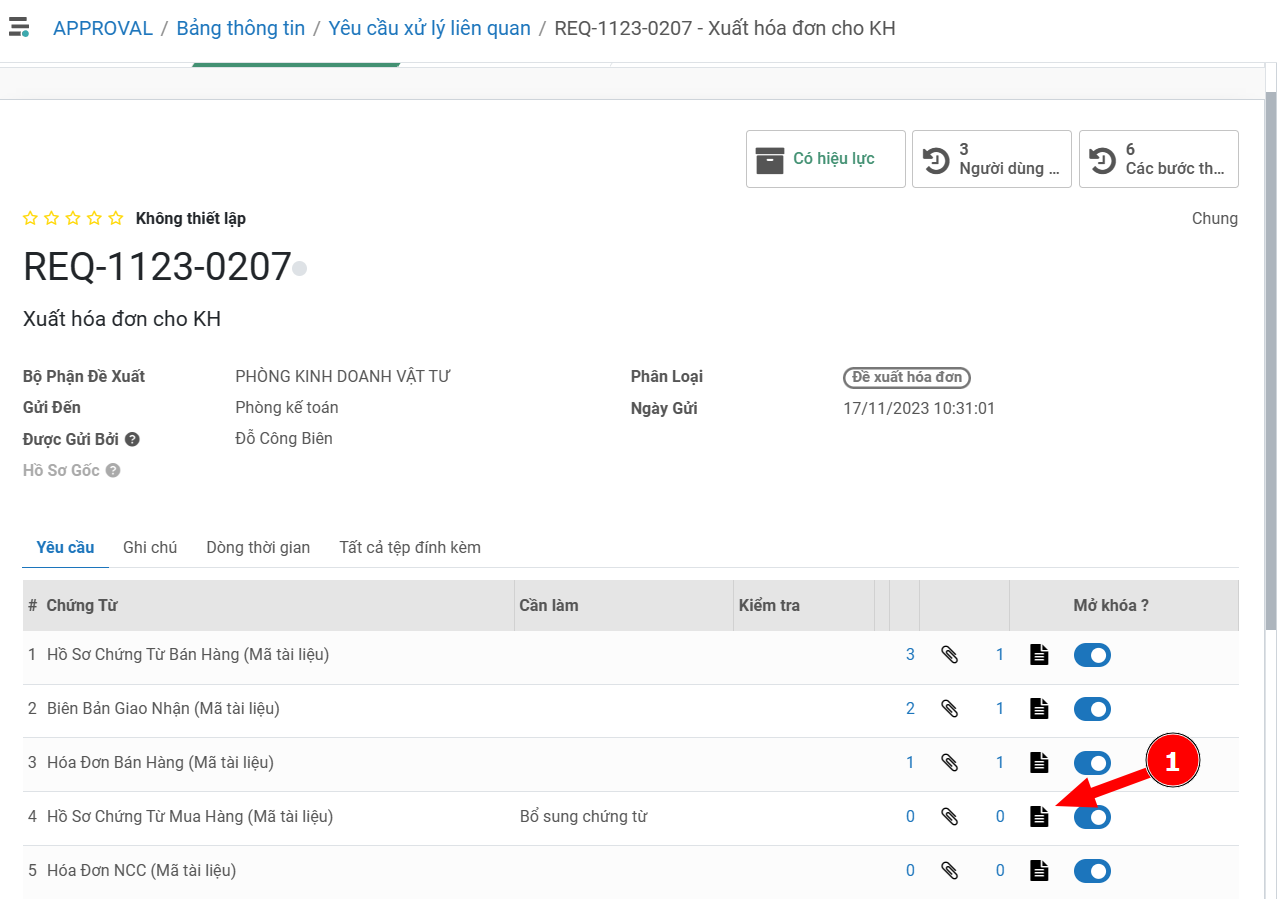 APPROVAL / Bảng thông tin / Yêu cầu xử lý liên quan / REQ-1123-0207 - Xuất hóa đơn cho KH
Có hiệu lực
3
Người dùng ...
6
Các bước th...
Không thiết lập
Chung
REQ-1123-0207
Xuất hóa đơn cho KH
Bộ Phận Đề Xuất PHÒNG KINH DOANH VẬT TƯ Phân Loại Đề xuất hóa đơn
Gửi Đến Phòng kế toán Ngày Gửi 17/11/2023 10:31:01
Được Gửi Bởi ? Đỗ Công Biên
Hồ Sơ Gốc ?
Yêu cầu Ghi chú Dòng thời gian Tất cả tệp đính kèm
# Chứng Từ Cần làm Kiểm tra Mở khóa ?
1 Hồ Sơ Chứng Từ Bán Hàng (Mã tài liệu) 3 1
2 Biên Bản Giao Nhận (Mã tài liệu) 2 1
3 Hóa Đơn Bán Hàng (Mã tài liệu) 1 1
1
4 Hồ Sơ Chứng Từ Mua Hàng (Mã tài liệu) Bổ sung chứng từ 0 0
5 Hóa Đơn NCC (Mã tài liệu) 0 0